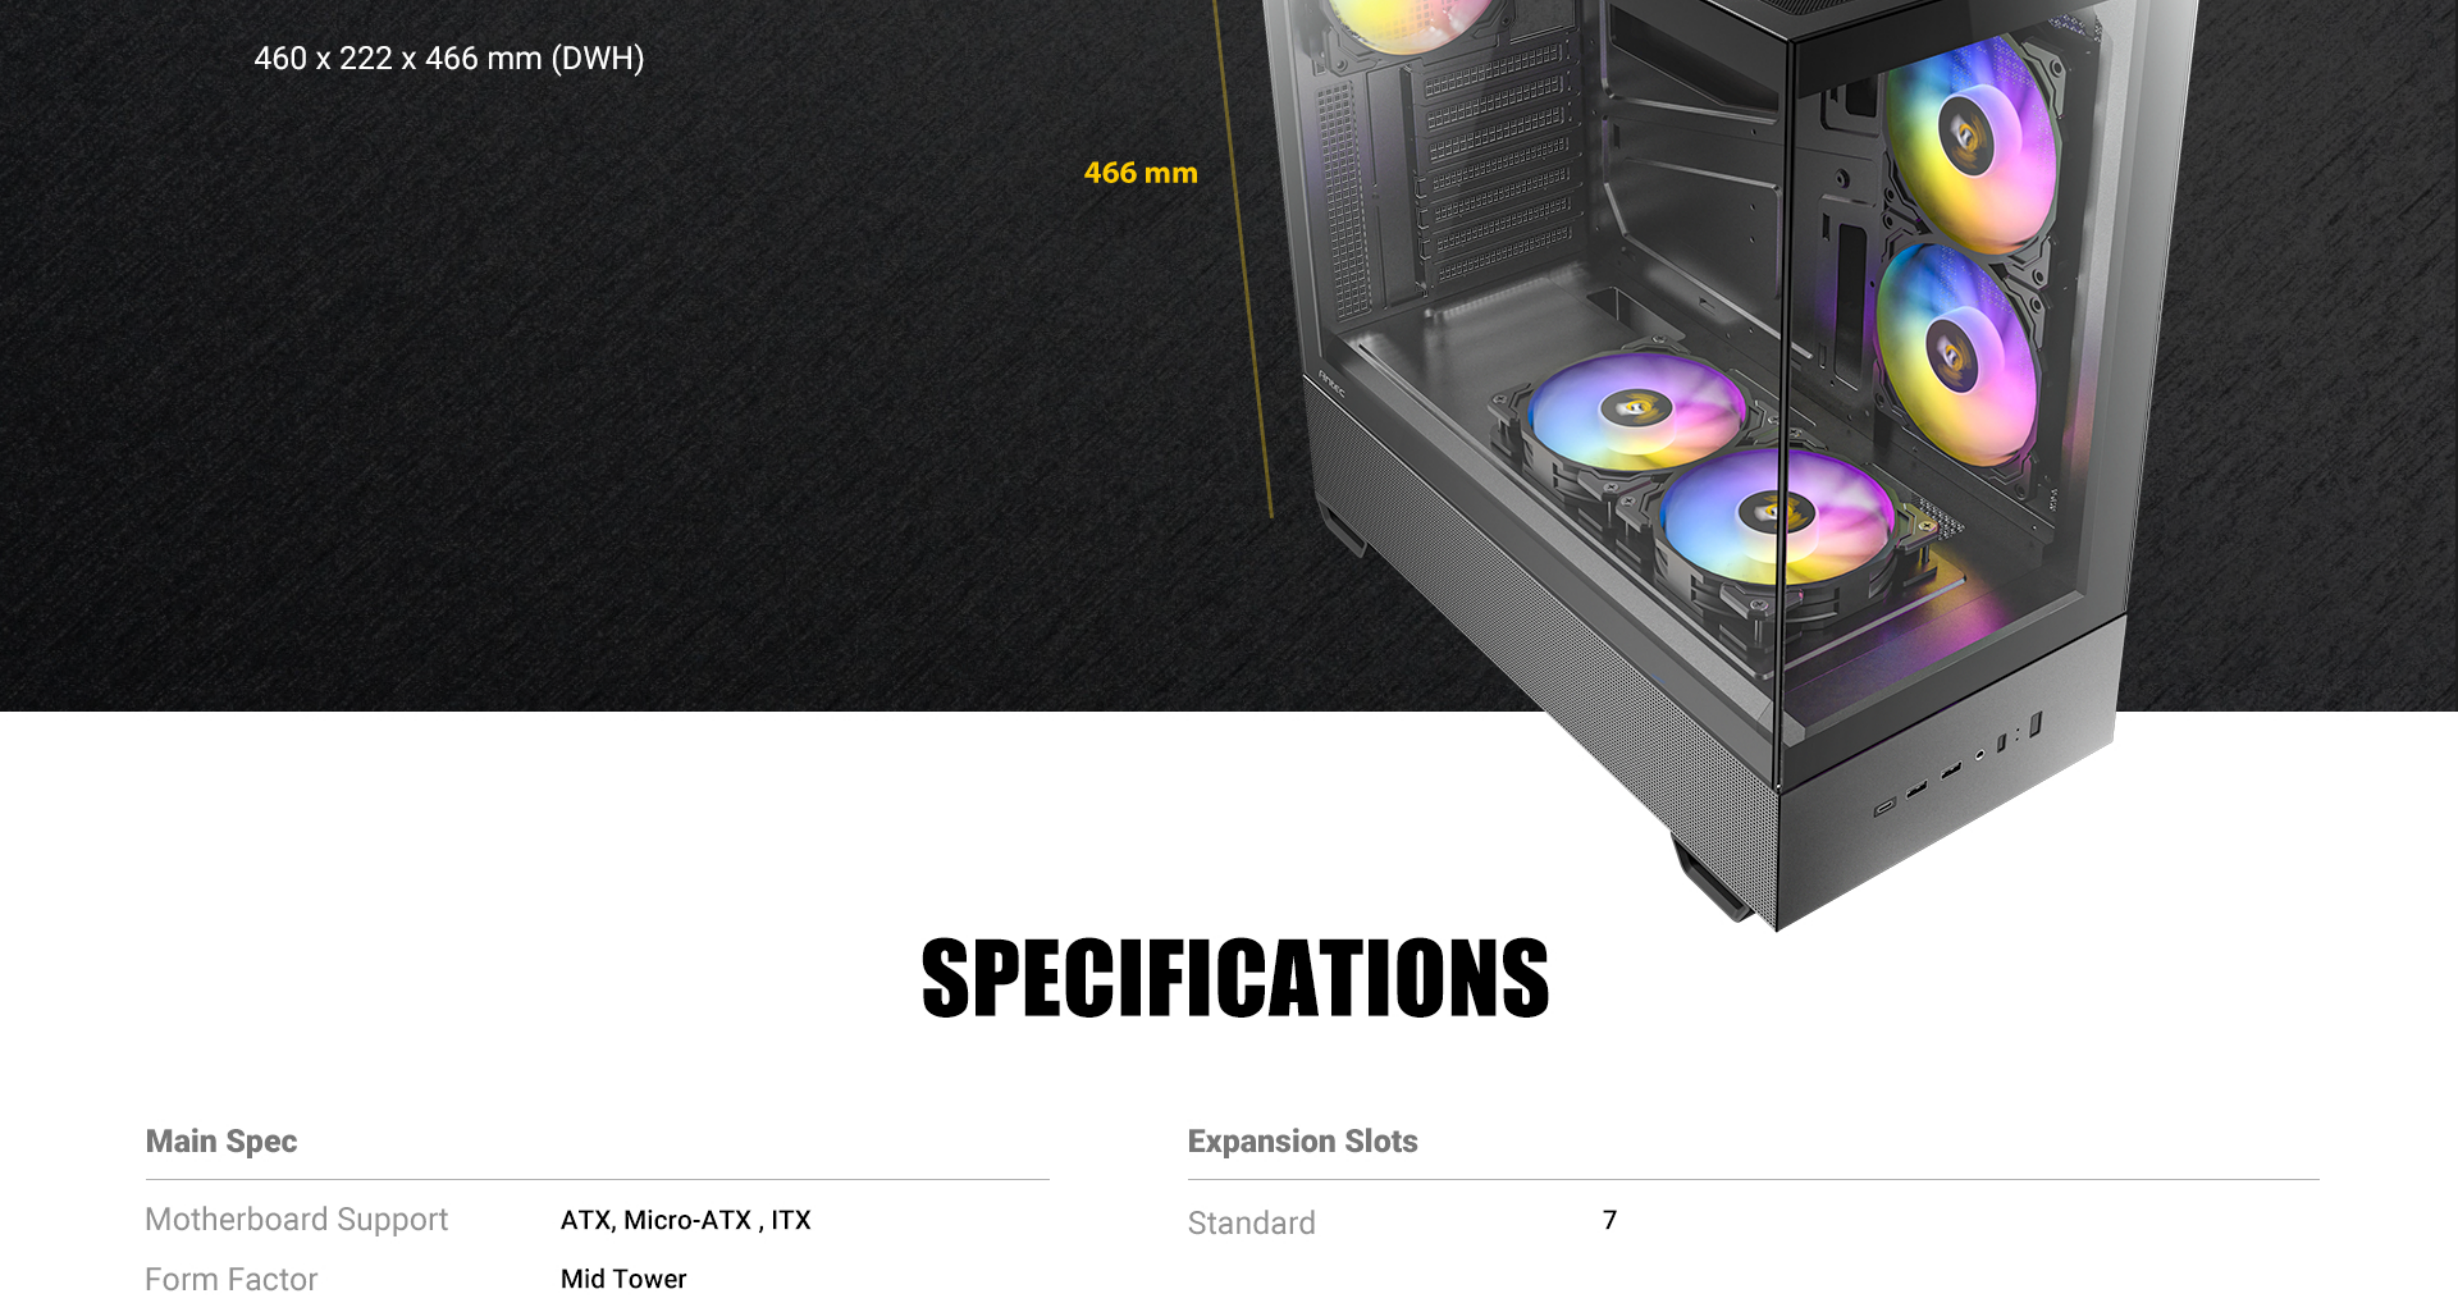 460 x 222 x 466 mm (DWH)
466 mm
Antec
SPECIFICATIONS
Main Spec
Motherboard Support ATX, Micro-ATX , ITX
Form Factor Mid Tower
Expansion Slots
Standard 7